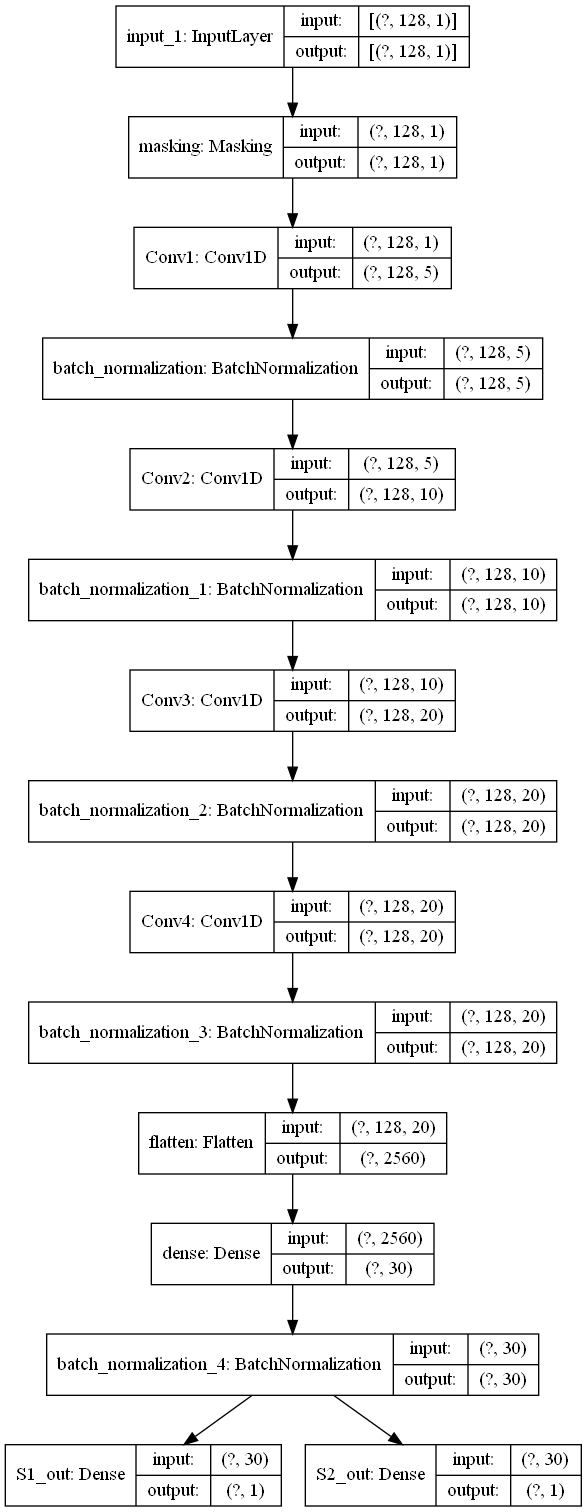 input_1: InputLayer
input: [(?, 128, 1)]
output: [(?, 128, 1)]
masking: Masking
input: (?, 128, 1)
output: (?, 128, 1)
Conv1: Conv1D
input: (?, 128, 1)
output: (?, 128, 5)
batch_normalization: BatchNormalization
input: (?, 128, 5)
output: (?, 128, 5)
Conv2: Conv1D
input: (?, 128, 5)
output: (?, 128, 10)
batch_normalization_1: BatchNormalization
input: (?, 128, 10)
output: (?, 128, 10)
Conv3: Conv1D
input: (?, 128, 10)
output: (?, 128, 20)
batch_normalization_2: BatchNormalization
input: (?, 128, 20)
output: (?, 128, 20)
Conv4: Conv1D
input: (?, 128, 20)
output: (?, 128, 20)
batch_normalization_3: BatchNormalization
input: (?, 128, 20)
output: (?, 128, 20)
flatten: Flatten
input: (?, 128, 20)
output: (?, 2560)
dense: Dense
input: (?, 2560)
output: (?, 30)
batch_normalization_4: BatchNormalization
input: (?, 30)
output: (?, 30)
S1_out: Dense
input: (?, 30)
output: (?, 1)
S2_out: Dense
input: (?, 30)
output: (?, 1)